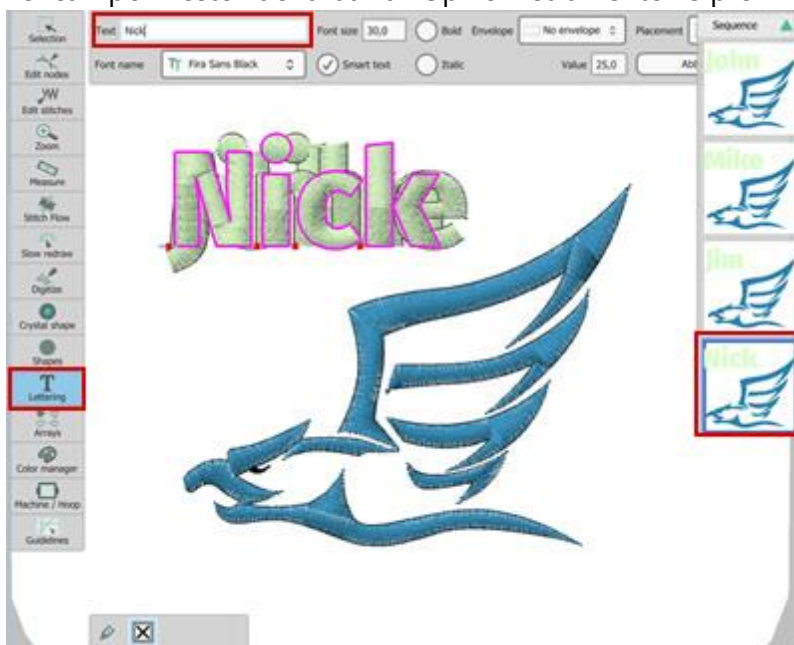 Selection
Edit nodes
Edit stitches
Zoom
Measure
Stitch Flow
Slow redraw
Digitize
Crystal shape
Shapes
T
Lettering
Arrays
Color manager
Machine / Hoop
Guidelines
Text Nick Font size 30,0 Bold Envelope No envelope Placement
Font name Fira Sans Black Smart text Italic Value 25,0
Nick
Sequence
John
Mike
Jim
Nick